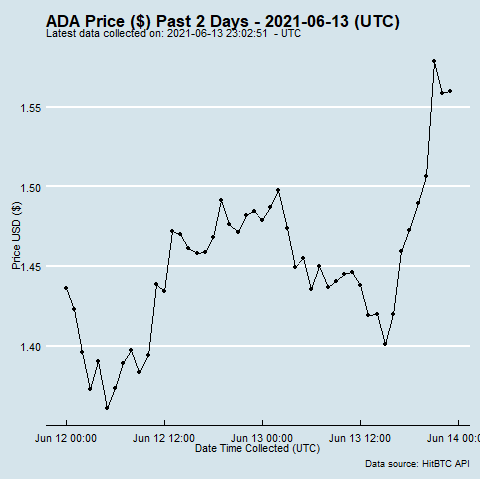 ADA Price ($) Past 2 Days - 2021-06-13 (UTC)
Latest data collected on: 2021-06-13 23:02:51 - UTC
1.55
1.50
1.45
1.40
Price USD ($)
Jun 12 00:00 Jun 12 12:00 Jun 13 00:00 Jun 13 12:00 Jun 14 0:00
Date Time Collected (UTC)
Data source: HitBTC API